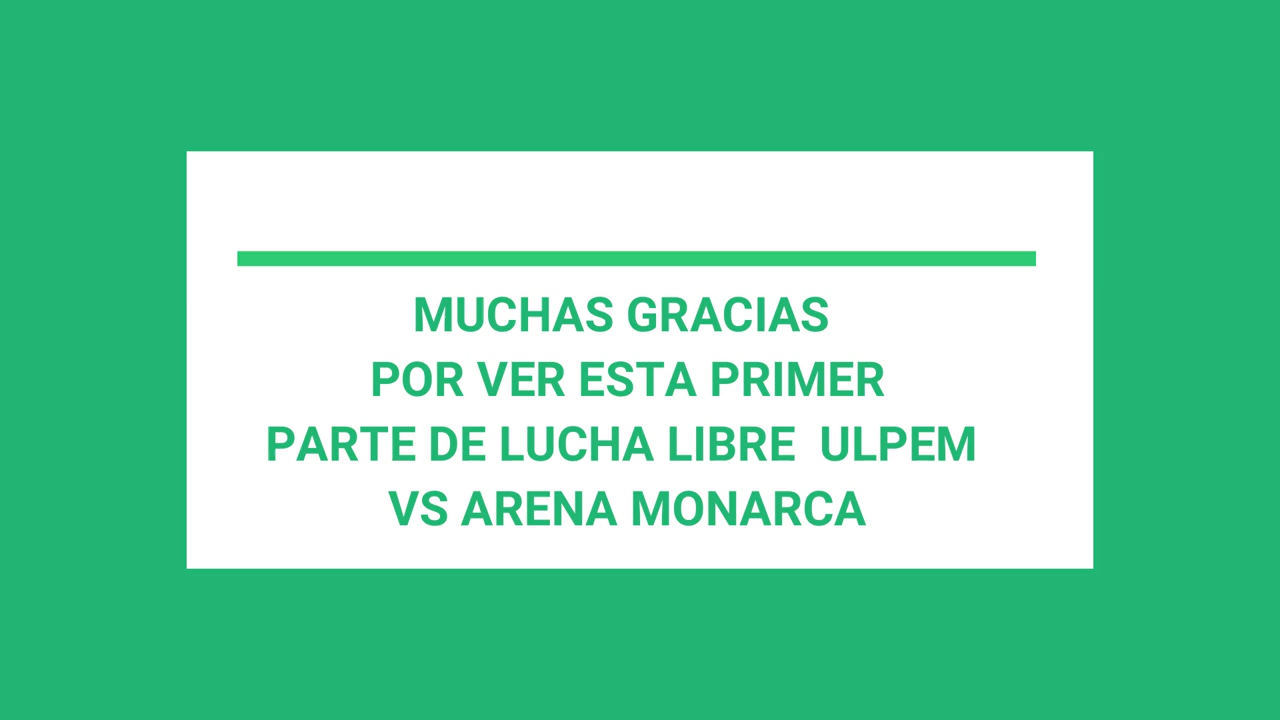 MUCHAS GRACIAS
POR VER ESTA PRIMER
PARTE DE LUCHA LIBRE  ULPEM
VS ARENA MONARCA